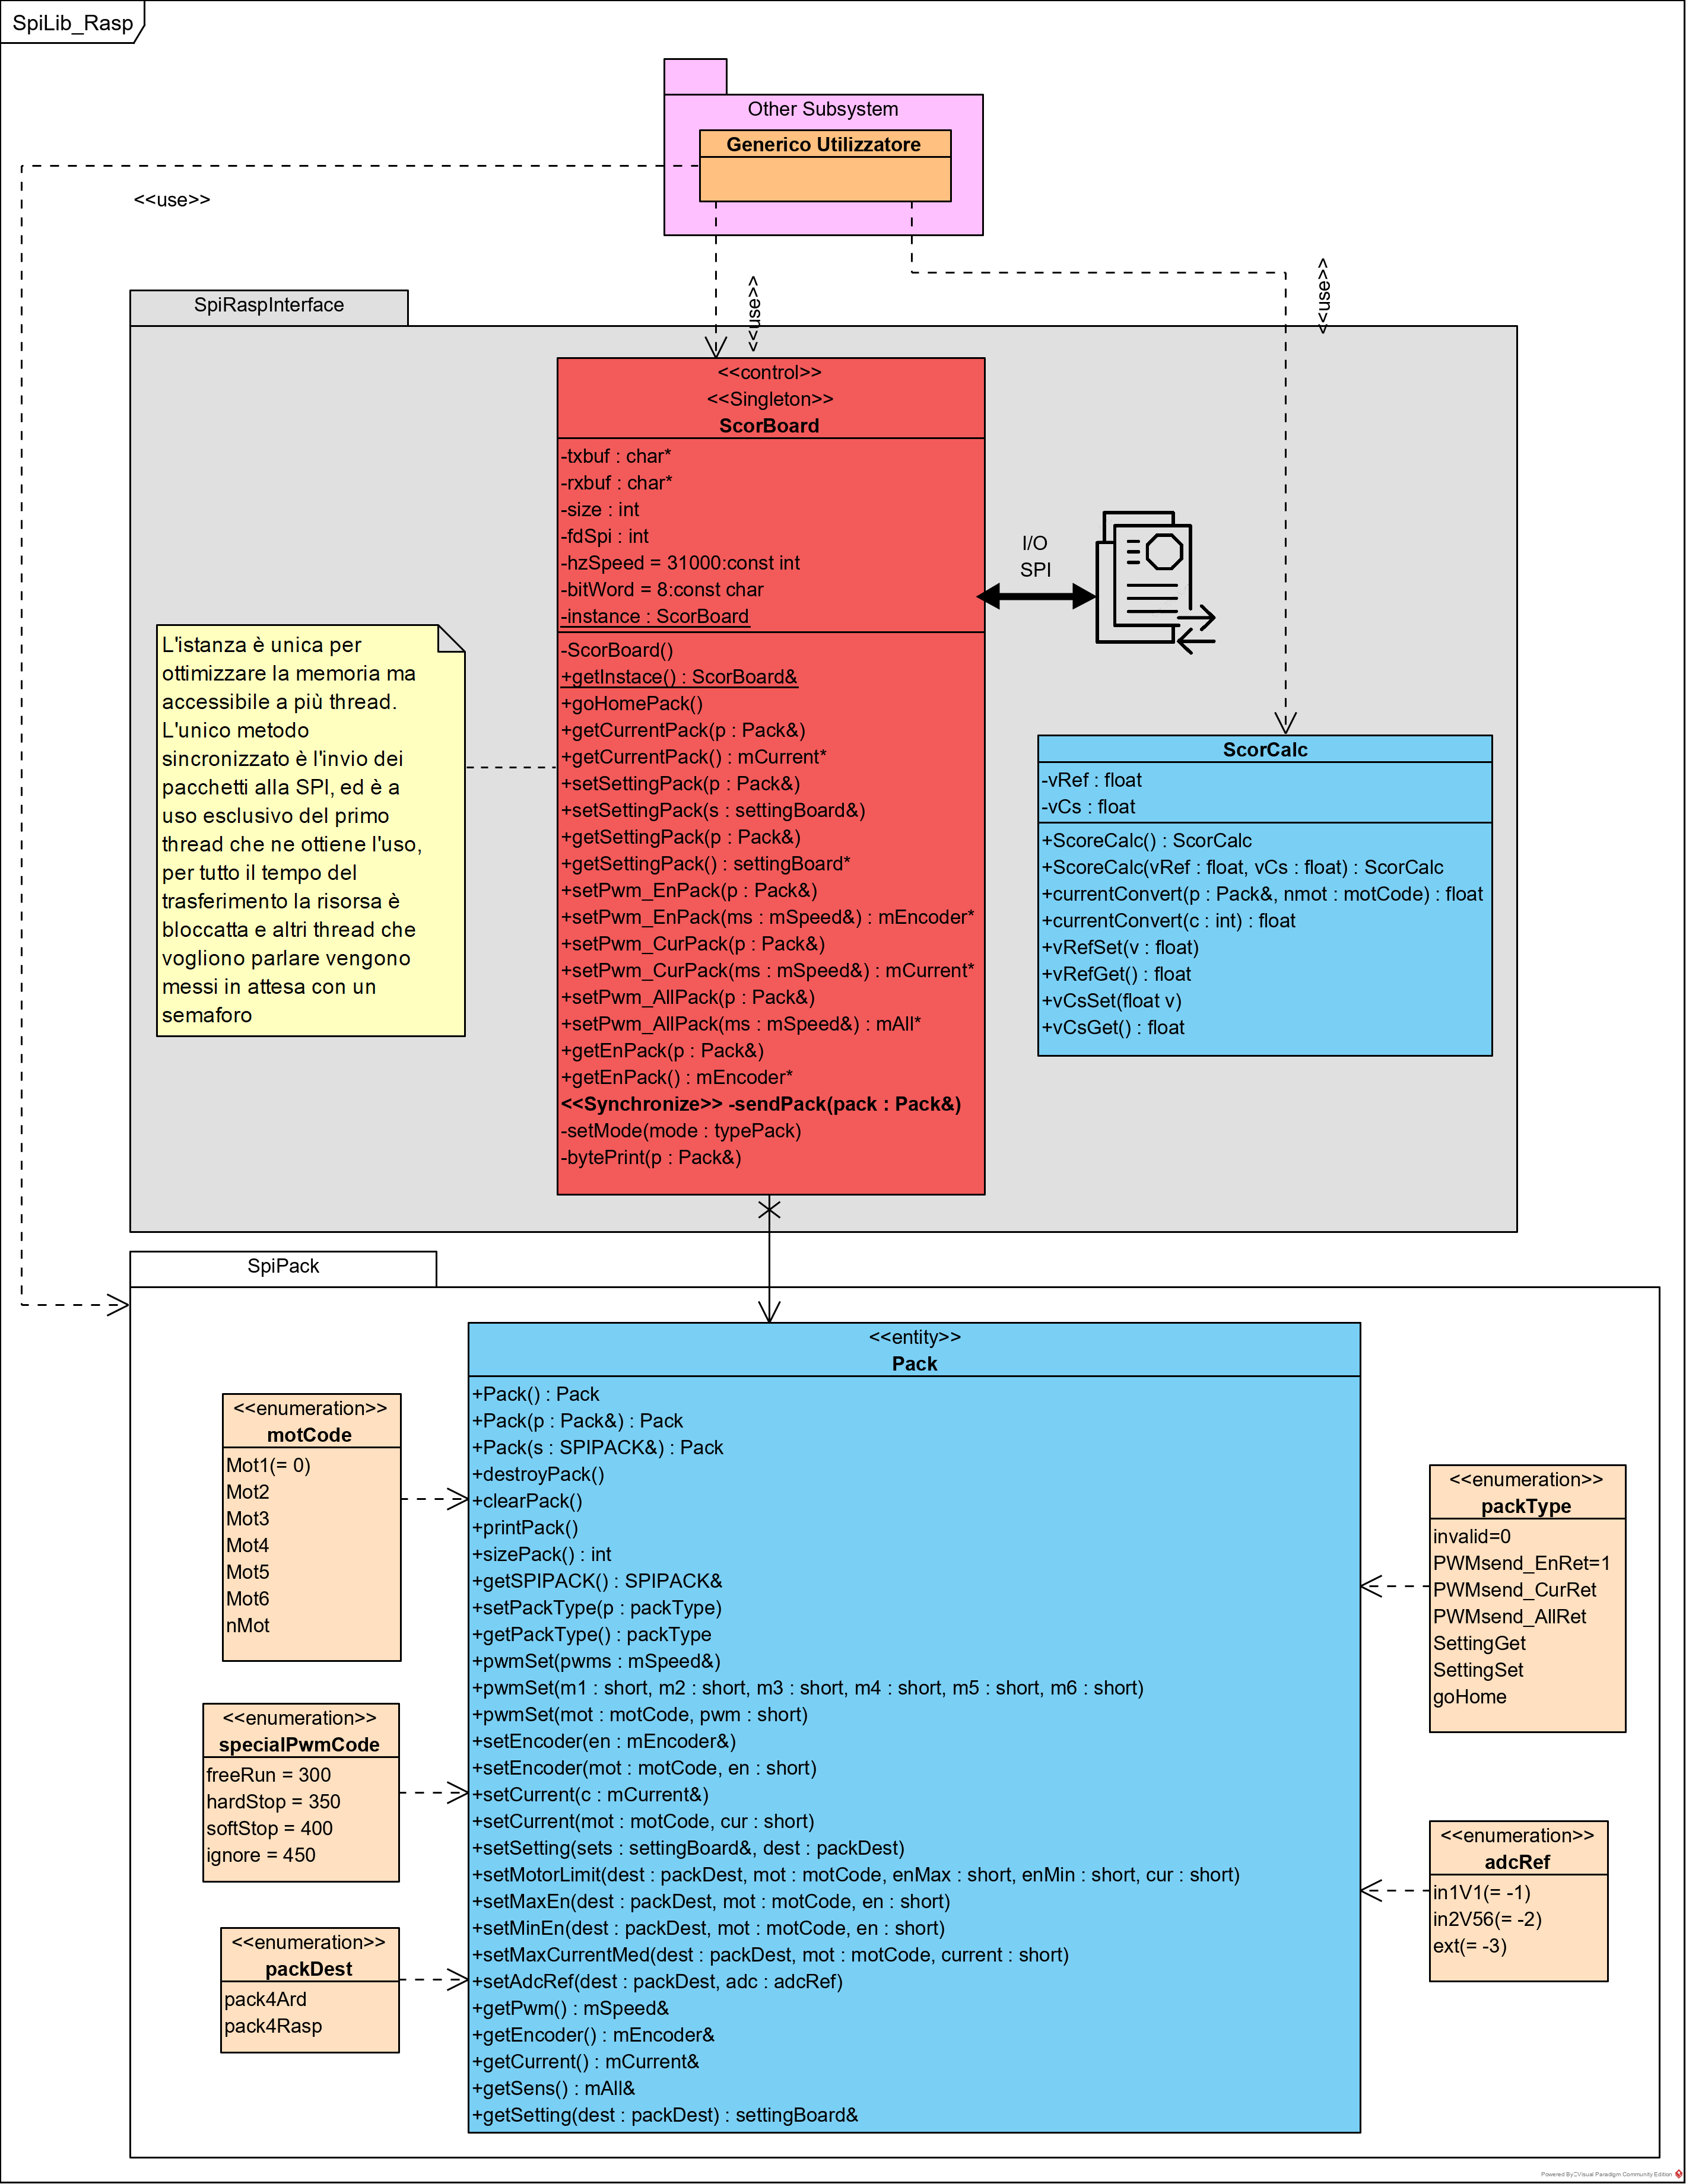 SpiLib_Rasp
Other Subsystem
Generico Utilizzatore
<<use>>
<<use>>
<<use>>
SpiRaspInterface
<<control>>
<<Singleton>>
ScorBoard
-txbuf : char*
-rxbuf : char*
-size : int
-fdSpi : int
-hzSpeed = 31000:const int
-bitWord = 8:const char
-instance : ScorBoard
-ScorBoard()
+getInstace() : ScorBoard&
+goHomePack()
+getCurrentPack(p : Pack&)
+getCurrentPack() : mCurrent*
+setSettingPack(p : Pack&)
+setSettingPack(s : settingBoard&)
+getSettingPack(p : Pack&)
+getSettingPack() : settingBoard*
+setPwm_EnPack(p : Pack&)
+setPwm_EnPack(ms : mSpeed&) : mEncoder*
+setPwm_CurPack(p : Pack&)
+setPwm_CurPack(ms : mSpeed&) : mCurrent*
+setPwm_AllPack(p : Pack&)
+setPwm_AllPack(ms : mSpeed&) : mAll*
+getEnPack(p : Pack&)
+getEnPack() : mEncoder*
<<Synchronize>> -sendPack(pack : Pack&)
-setMode(mode : typePack)
-bytePrint(p : Pack&)
I/O
SPI
L'istanza è unica per
ottimizzare la memoria ma
accessibile a più thread.
L'unico metodo
sincronizzato è l'invio dei
pacchetti alla SPI, ed è a
uso esclusivo del primo
thread che ne ottiene l'uso,
per tutto il tempo del
trasferimento la risorsa è
bloccatta e altri thread che
vogliono parlare vengono
messi in attesa con un
semaforo
ScorCalc
-vRef : float
-vCs : float
+ScoreCalc() : ScorCalc
+ScoreCalc(vRef : float, vCs : float) : ScorCalc
+currentConvert(p : Pack&, nmot : motCode) : float
+currentConvert(c : int) : float
+vRefSet(v : float)
+vRefGet() : float
+vCsSet(float v)
+vCsGet() : float
SpiPack
<<entity>>
Pack
+Pack() : Pack
+Pack(p : Pack&) : Pack
+Pack(s : SPIPACK&) : Pack
+destroyPack()
+clearPack()
+printPack()
+sizePack() : int
+getSPIPACK() : SPIPACK&
+setPackType(p : packType)
+getPackType() : packType
+pwmSet(pwms : mSpeed&)
+pwmSet(m1 : short, m2 : short, m3 : short, m4 : short, m5 : short, m6 : short)
+pwmSet(mot : motCode, pwm : short)
+setEncoder(en : mEncoder&)
+setEncoder(mot : motCode, en : short)
+setCurrent(c : mCurrent&)
+setCurrent(mot : motCode, cur : short)
+setSetting(sets : settingBoard&, dest : packDest)
+setMotorLimit(dest : packDest, mot : motCode, enMax : short, enMin : short, cur : short)
+setMaxEn(dest : packDest, mot : motCode, en : short)
+setMinEn(dest : packDest, mot : motCode, en : short)
+setMaxCurrentMed(dest : packDest, mot : motCode, current : short)
+setAdcRef(dest : packDest, adc : adcRef)
+getPwm() : mSpeed&
+getEncoder() : mEncoder&
+getCurrent() : mCurrent&
+getSens() : mAll&
+getSetting(dest : packDest) : settingBoard&
<<enumeration>>
motCode
Mot1(= 0)
Mot2
Mot3
Mot4
Mot5
Mot6
nMot
<<enumeration>>
specialPwmCode
freeRun = 300
hardStop = 350
softStop = 400
ignore = 450
<<enumeration>>
packDest
pack4Ard
pack4Rasp
<<enumeration>>
packType
invalid=0
PWMsend_EnRet=1
PWMsend_CurRet
PWMsend_AllRet
SettingGet
SettingSet
goHome
<<enumeration>>
adcRef
in1V1(= -1)
in2V56(= -2)
ext(= -3)
Powered By Visual Paradigm Community Edition